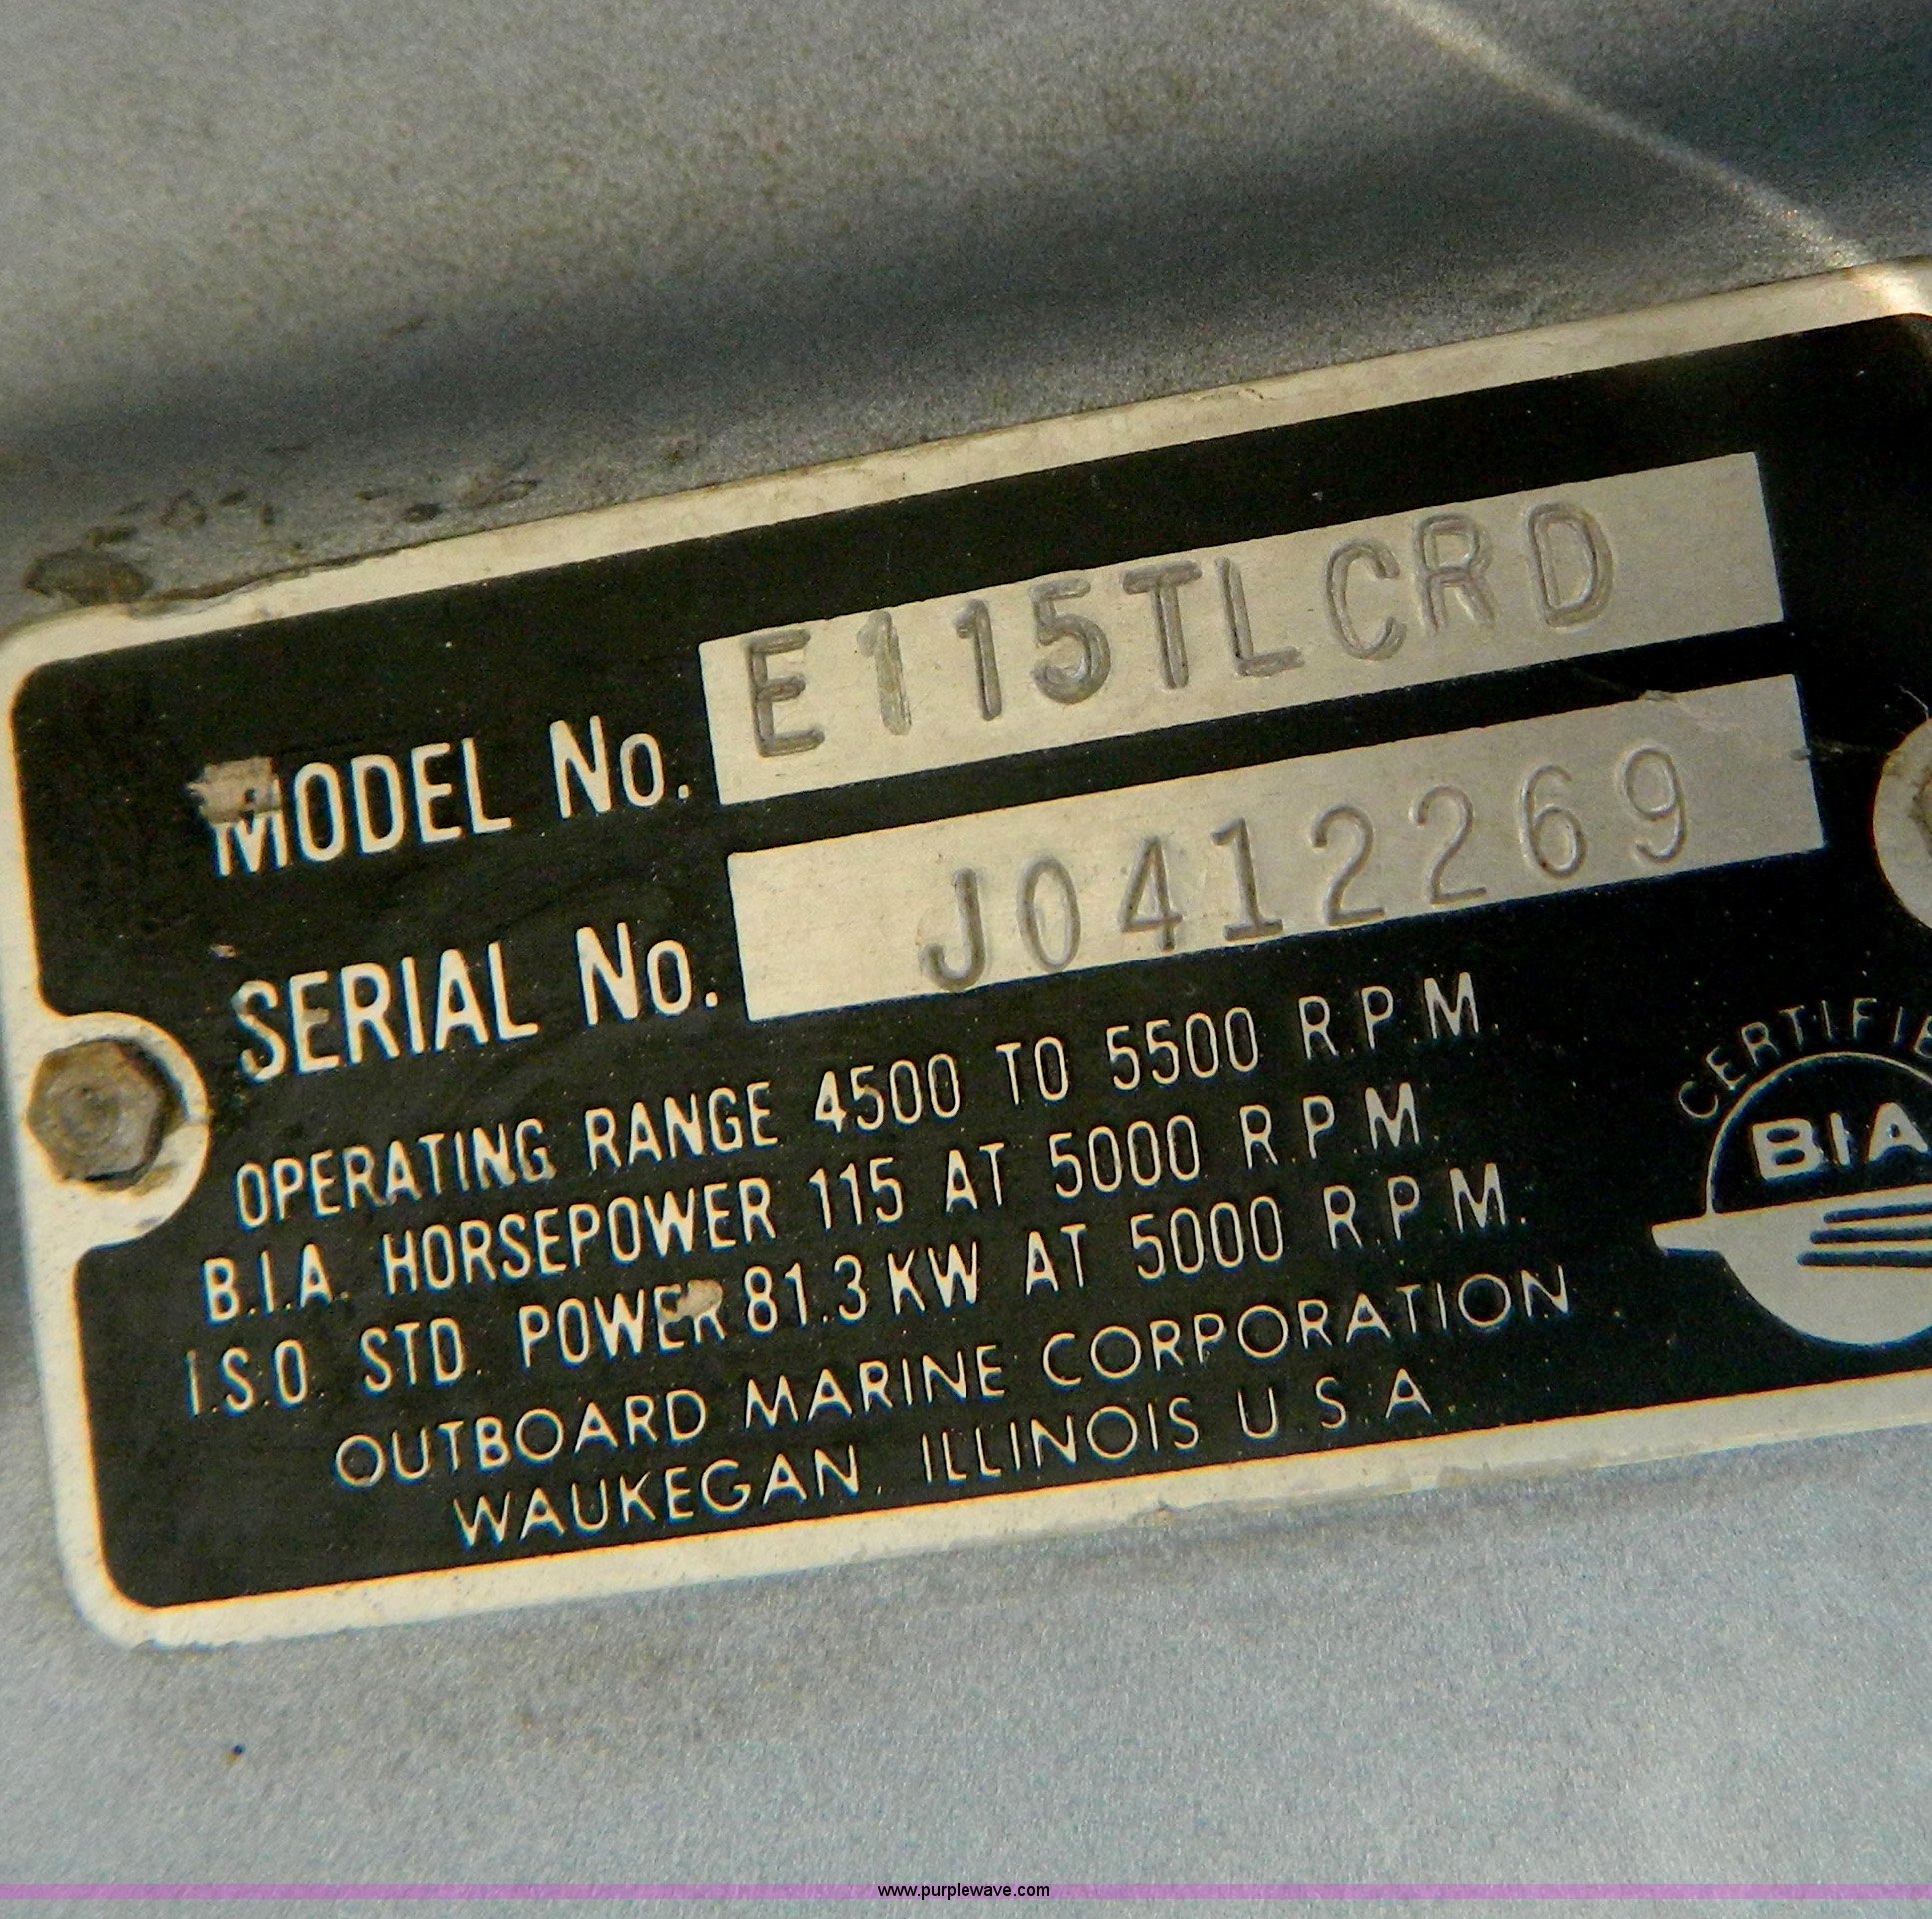 MODEL No. E115TLCRD
SERIAL No. J0412269
OPERATING RANGE 4500 TO 5500 R.P.M.
B.I.A. HORSEPOWER 115 AT 5000 R.P.M.
I.S.O. STD. POWER 81.3 KW AT 5000 R.P.M.
OUTBOARD MARINE CORPORATION
WAUKEGAN, ILLINOIS U.S.A.
CERTIFIE
BIA
www.purplewave.com